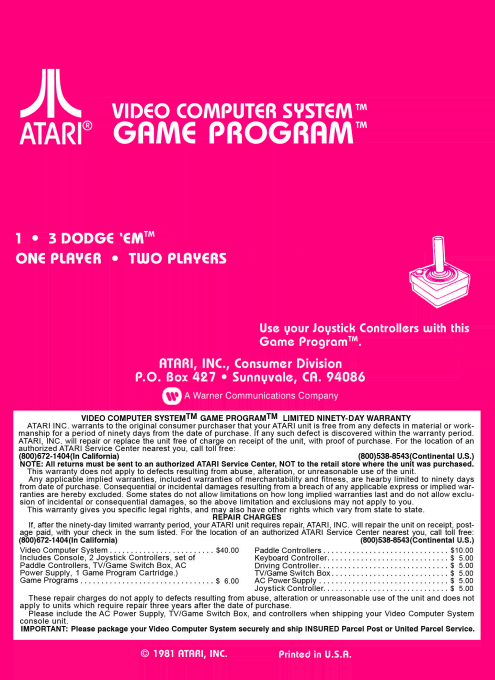 ATARI®
VIDEO COMPUTER SYSTEM™
GAME PROGRAM™
1 • 3 DODGE 'EM™
ONE PLAYER • TWO PLAYERS
Use your Joystick Controllers with this
Game Program™.
ATARI, INC., Consumer Division
P.O. Box 427 • Sunnyvale, CA. 94086
A Warner Communications Company
VIDEO COMPUTER SYSTEM™ GAME PROGRAM™ LIMITED NINETY-DAY WARRANTY
ATARI INC. warrants to the original consumer purchaser that your ATARI unit is free from any defects in material or work-
manship for a period of ninety days from the date of purchase. If any such defect is discovered within the warranty period.
ATARI, INC. will repair or replace the unit free of charge on receipt of the unit, with proof of purchase. For the location of an
authorized ATARI Service Center nearest you, call toll free:
(800)672-1404(In California) (800)538-8543(Continental U.S.)
NOTE: All returns must be sent to an authorized ATARI Service Center, NOT to the retail store where the unit was purchased.
This warranty does not apply to defects resulting from abuse, alteration, or unreasonable use of the unit.
Any applicable implied warranties, included warranties of merchantability and fitness, are hearby limited to ninety days
from date of purchase. Consequential or incidental damages resulting from a breach of any applicable express or implied war-
ranties are hereby excluded. Some states do not allow limitations on how long implied warranties last and do not allow exclu-
sion of incidental or consequential damages, so the above limitation and exclusions may not apply to you.
This warranty gives you specific legal rights, and may also have other rights which vary from state to state.
REPAIR CHARGES
If, after the ninety-day limited warranty period, your ATARI unit requires repair, ATARI, INC. will repair the unit on receipt, post-
age paid, with your check in the sum listed. For the location of an authorized ATARI Service Center nearest you, call toll free:
(800)672-1404(In California) (800)538-8543(Continental U.S.)
Video Computer System . . . . . . . . . . . . . . . . . . . . . . $40.00
Includes Console, 2 Joystick Controllers, set of
Paddle Controllers, TV/Game Switch Box, AC
Power Supply, 1 Game Program Cartridge.)
Game Programs . . . . . . . . . . . . . . . . . . . . . . . . . . . . $ 6.00
Paddle Controllers . . . . . . . . . . . . . . . . . . . . . . . . . . $10.00
Keyboard Controller. . . . . . . . . . . . . . . . . . . . . . . . . $ 5.00
Driving Controller. . . . . . . . . . . . . . . . . . . . . . . . . . . $ 5.00
TV/Game Switch Box . . . . . . . . . . . . . . . . . . . . . . . . $ 5.00
AC Power Supply . . . . . . . . . . . . . . . . . . . . . . . . . . . $ 5.00
Joystick Controller. . . . . . . . . . . . . . . . . . . . . . . . . . $ 5.00
These repair charges do not apply to defects resulting from abuse, alteration or unreasonable use of the unit and does not
apply to units which require repair three years after the date of purchase.
Please include the AC Power Supply, TV/Game Switch Box, and controllers when shipping your Video Computer System
console unit.
IMPORTANT: Please package your Video Computer System securely and ship INSURED Parcel Post or United Parcel Service.
© 1981 ATARI, INC. Printed in U.S.A.